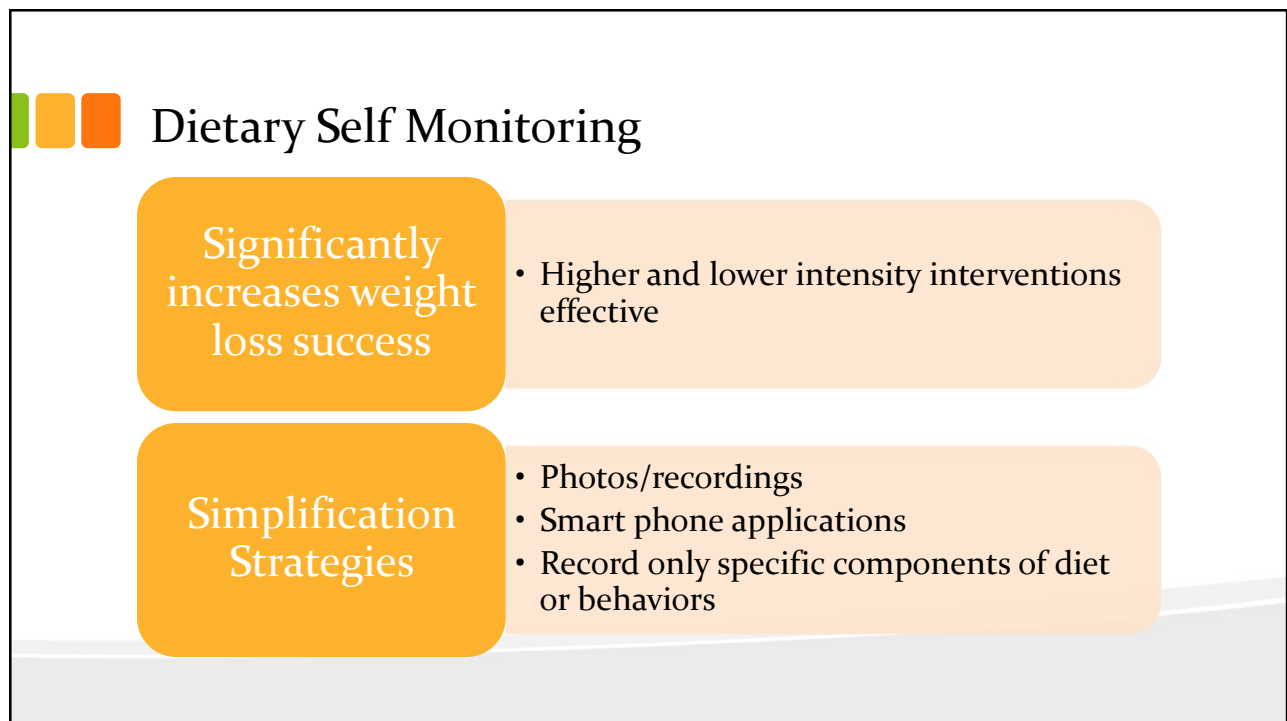 Dietary Self Monitoring
Significantly
increases weight
loss success
• Higher and lower intensity interventions
effective
Simplification
Strategies
• Photos/recordings
• Smart phone applications
• Record only specific components of diet
or behaviors